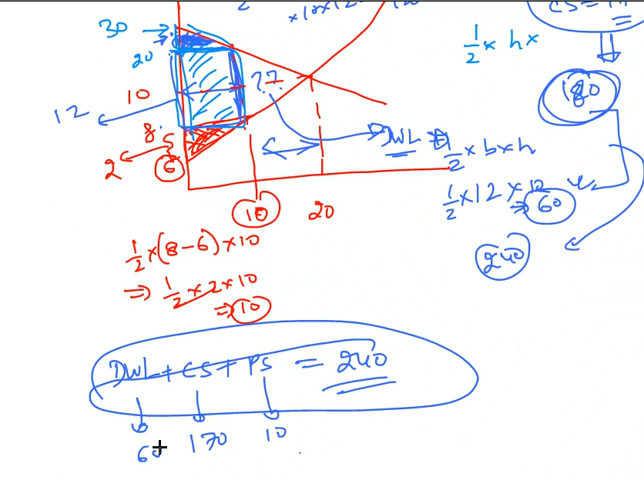 30
20
10
12
8
2
6
??
10
20
1/2 × h ×
180
DWL
1/2 × b × h
1/2 × 12 × 10
⇒ 60
240
1/2 × (8 - 6) × 10
⇒ 1/2 × 2 × 10
⇒ 10
DWL + CS + PS = 240
60 170 10